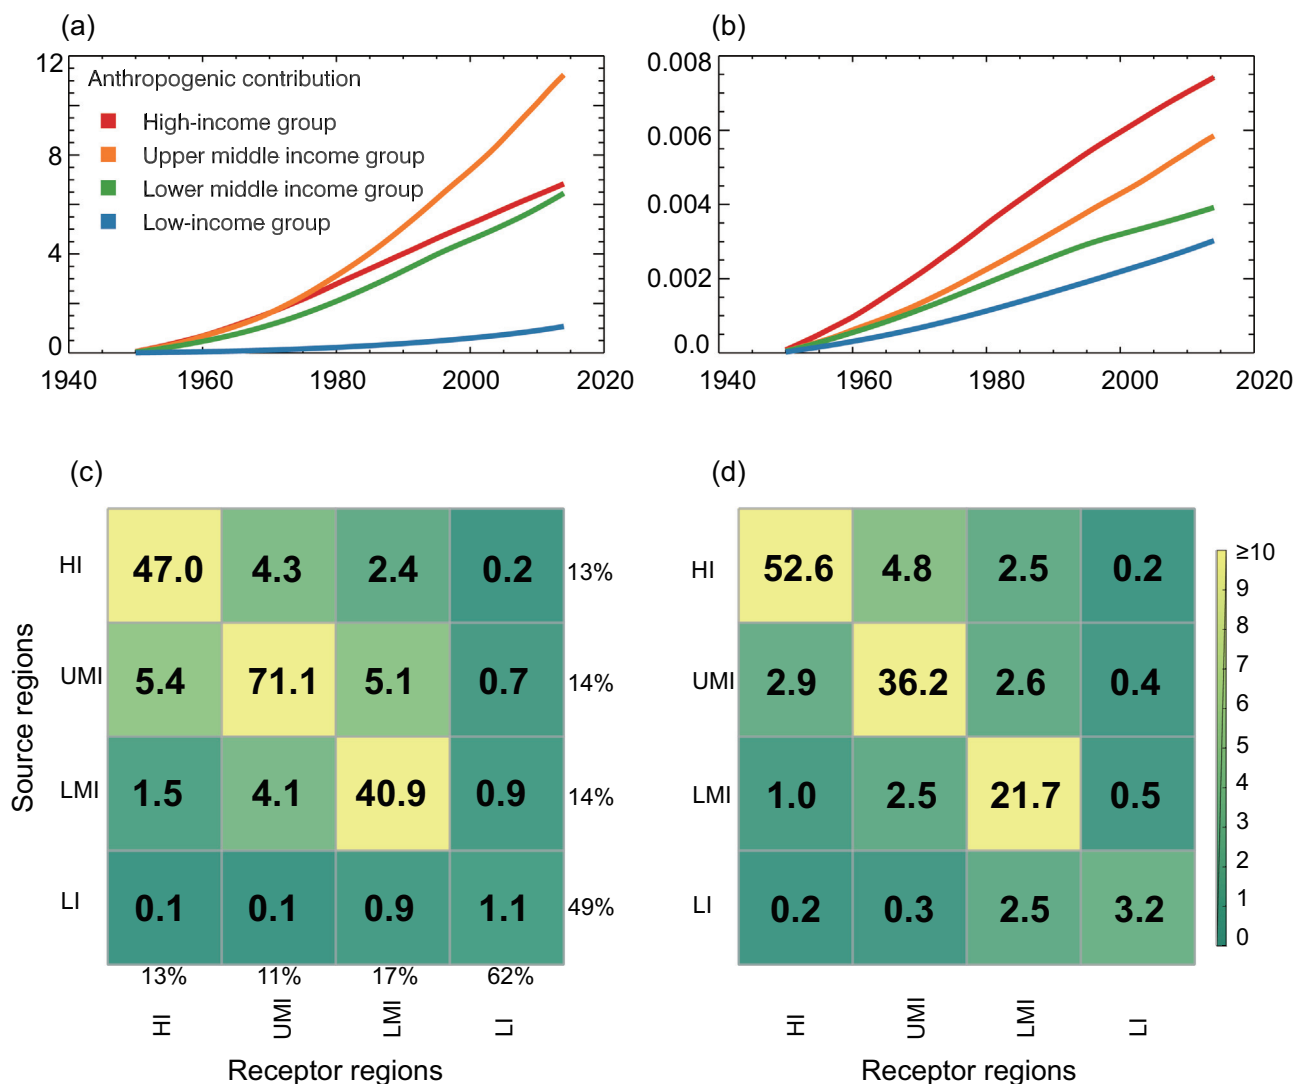 (a)
12
8
4
0
1940 1960 1980 2000 2020
Anthropogenic contribution
High-income group
Upper middle income group
Lower middle income group
Low-income group
(b)
0.008
0.006
0.004
0.002
0.0
1940 1960 1980 2000 2020
(c)
Source regions
HI 47.0 4.3 2.4 0.2 13%
UMI 5.4 71.1 5.1 0.7 14%
LMI 1.5 4.1 40.9 0.9 14%
LI 0.1 0.1 0.9 1.1 49%
13% 11% 17% 62%
HI UMI LMI LI
Receptor regions
(d)
HI 52.6 4.8 2.5 0.2
UMI 2.9 36.2 2.6 0.4
LMI 1.0 2.5 21.7 0.5
LI 0.2 0.3 2.5 3.2
HI UMI LMI LI
Receptor regions
≥10
9
8
7
6
5
4
3
2
1
0